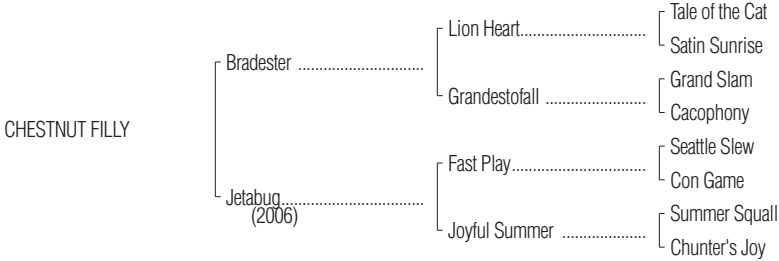 Tale of the Cat
Lion Heart..............................
Satin Sunrise
Bradester ..............................
Grand Slam
Grandestofall ........................
Cacophony
CHESTNUT FILLY
Seattle Slew
Fast Play................................
Con Game
Jetabug..................................
(2006)
Summer Squall
Joyful Summer ....................
Chunter's Joy